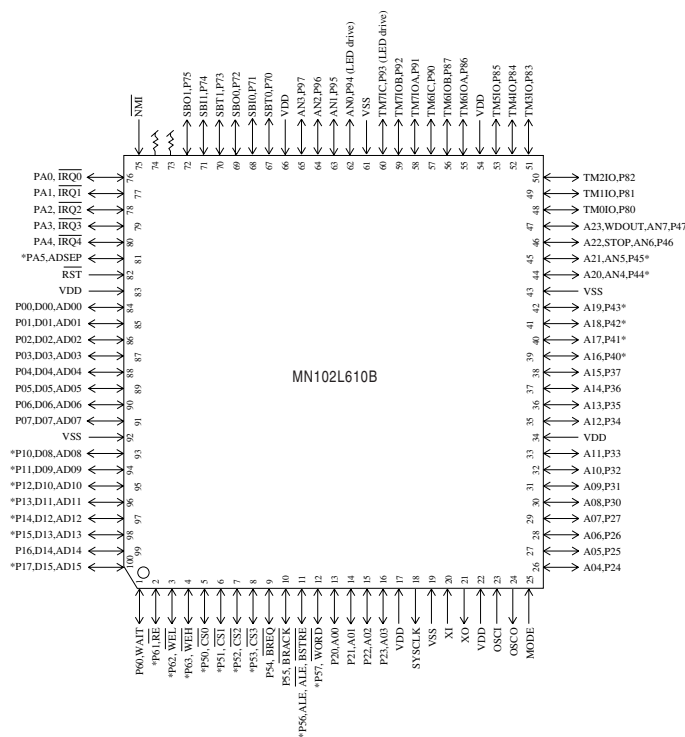 NMI
SBO1,P75
SBI1,P74
SBT1,P73
SBO0,P72
SBI0,P71
SBT0,P70
VDD
AN3,P97
AN2,P96
AN1,P95
AN0,P94 (LED drive)
VSS
TM7IC,P93 (LED drive)
TM7IOB,P92
TM7IOA,P91
TM6IC,P90
TM6IOB,P87
TM6IOA,P86
VDD
TM5IO,P85
TM4IO,P84
TM3IO,P83
75 74 73 72 71 70 69 68 67 66 65 64 63 62 61 60 59 58 57 56 55 54 53 52 51
PA0, IRQ0 76
PA1, IRQ1 77
PA2, IRQ2 78
PA3, IRQ3 79
PA4, IRQ4 80
*PA5,ADSEP 81
RST 82
VDD 83
P00,D00,AD00 84
P01,D01,AD01 85
P02,D02,AD02 86
P03,D03,AD03 87
P04,D04,AD04 88
P05,D05,AD05 89
P06,D06,AD06 90
P07,D07,AD07 91
VSS 92
*P10,D08,AD08 93
*P11,D09,AD09 94
*P12,D10,AD10 95
*P13,D11,AD11 96
*P14,D12,AD12 97
*P15,D13,AD13 98
P16,D14,AD14 99
*P17,D15,AD15 100
MN102L610B
50 TM2IO,P82
49 TM1IO,P81
48 TM0IO,P80
47 A23,WDOUT,AN7,P47
46 A22,STOP,AN6,P46
45 A21,AN5,P45*
44 A20,AN4,P44*
43 VSS
42 A19,P43*
41 A18,P42*
40 A17,P41*
39 A16,P40*
38 A15,P37
37 A14,P36
36 A13,P35
35 A12,P34
34 VDD
33 A11,P33
32 A10,P32
31 A09,P31
30 A08,P30
29 A07,P27
28 A06,P26
27 A05,P25
26 A04,P24
1 2 3 4 5 6 7 8 9 10 11 12 13 14 15 16 17 18 19 20 21 22 23 24 25
P60,WAIT
*P61,RE
*P62, WEL
*P63, WEH
*P50, CS0
*P51, CS1
*P52, CS2
*P53, CS3
P54, BREQ
P55, BRACK
*P56,ALE, ALE, BSTRE
*P57, WORD
P20,A00
P21,A01
P22,A02
P23,A03
VDD
SYSCLK
VSS
XI
XO
VDD
OSCI
OSCO
MODE